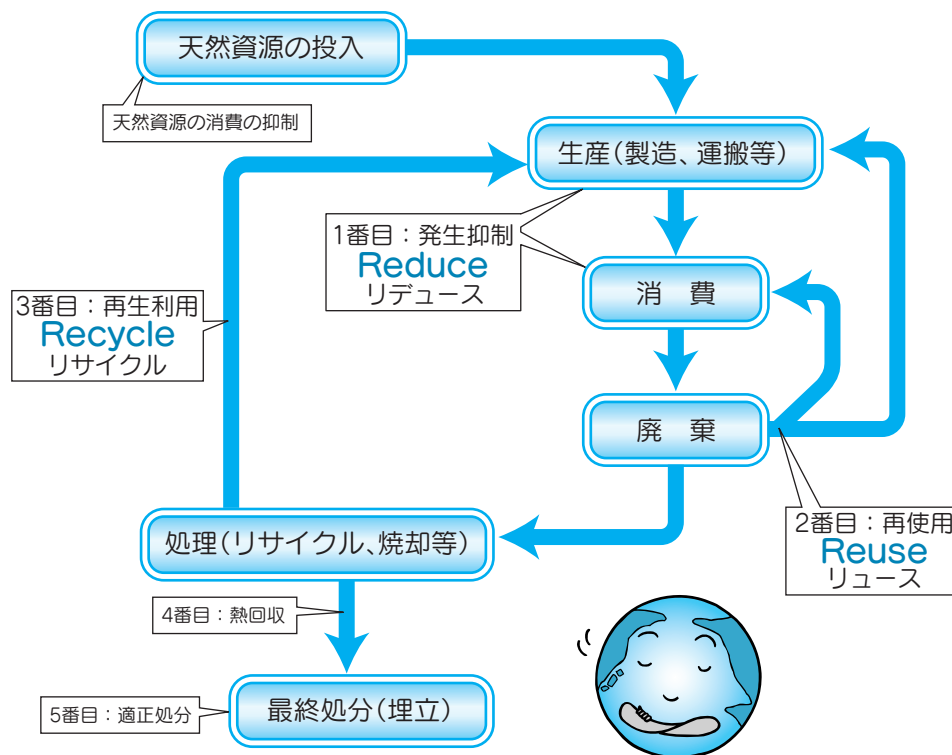 天然資源の投入
天然資源の消費の抑制
生産(製造、運搬等)
1番目：発生抑制
Reduce
リデュース
消　費
3番目：再生利用
Recycle
リサイクル
廃　棄
2番目：再使用
Reuse
リュース
処理(リサイクル、焼却等)
4番目：熱回収
5番目：適正処分
最終処分(埋立)